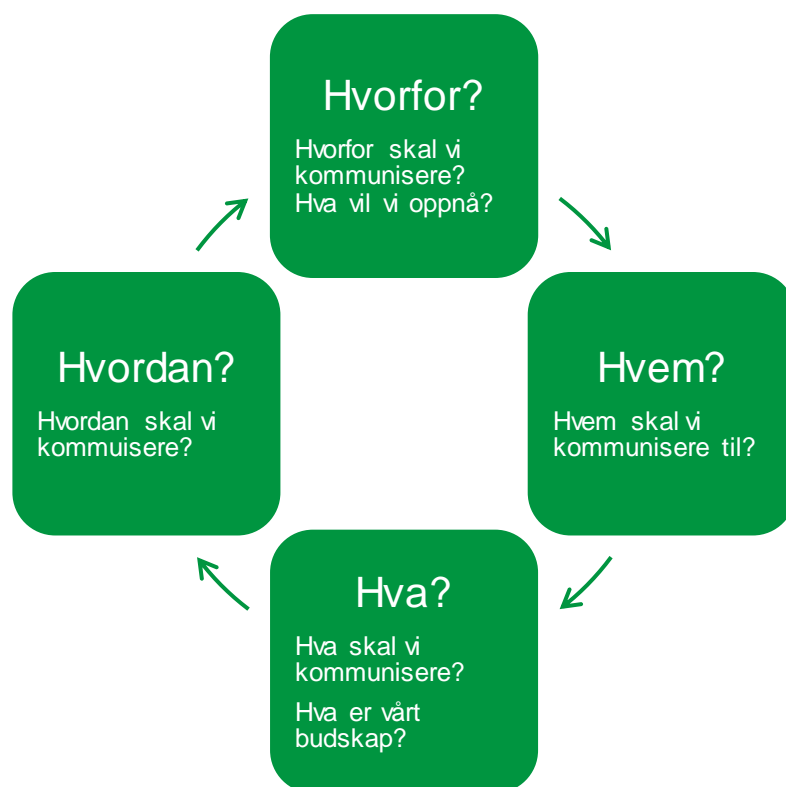 Hvorfor?
Hvorfor skal vi
kommunisere?
Hva vil vi oppnå?
Hvem?
Hvem skal vi
kommunisere til?
Hva?
Hva skal vi
kommunisere?
Hva er vårt
budskap?
Hvordan?
Hvordan skal vi
kommuisere?